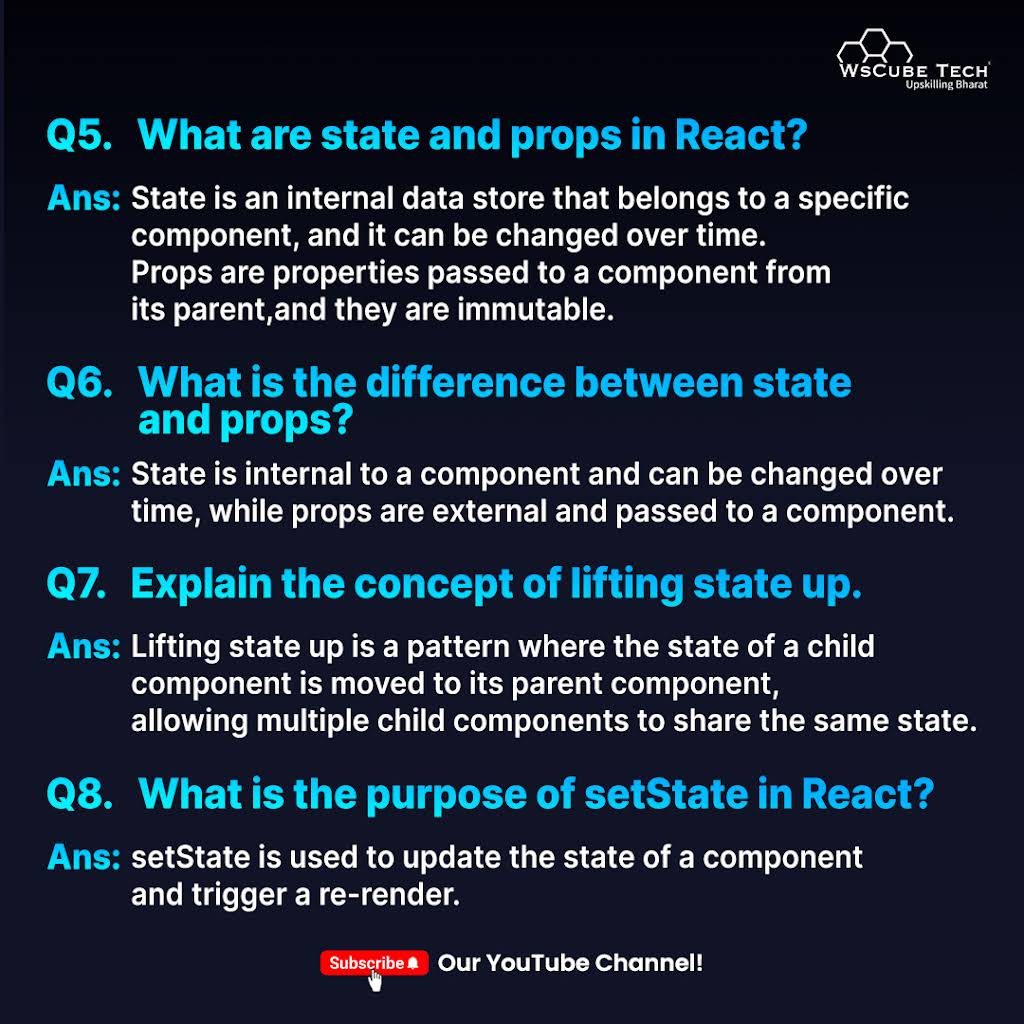 WsCube Tech
Upskilling Bharat
Q5. What are state and props in React?
Ans: State is an internal data store that belongs to a specific
component, and it can be changed over time.
Props are properties passed to a component from
its parent,and they are immutable.
Q6. What is the difference between state
and props?
Ans: State is internal to a component and can be changed over
time, while props are external and passed to a component.
Q7. Explain the concept of lifting state up.
Ans: Lifting state up is a pattern where the state of a child
component is moved to its parent component,
allowing multiple child components to share the same state.
Q8. What is the purpose of setState in React?
Ans: setState is used to update the state of a component
and trigger a re-render.
Subscribe Our YouTube Channel!